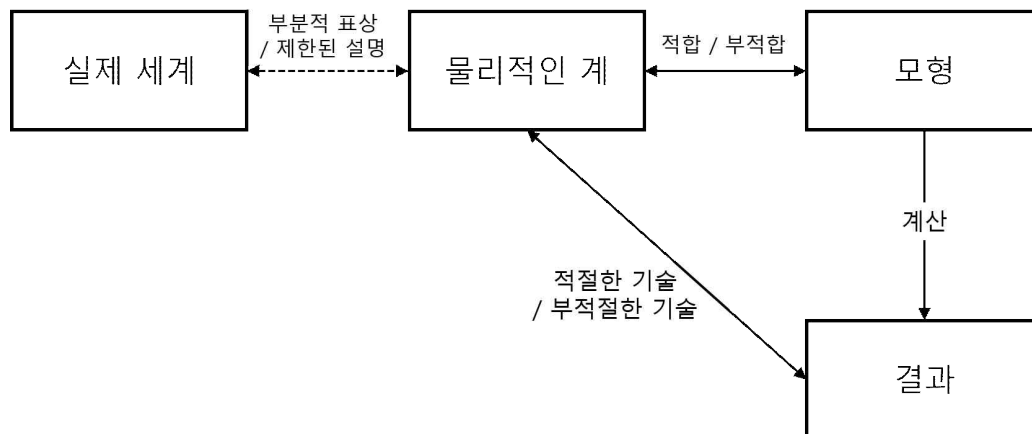 실제 세계
부분적 표상
/ 제한된 설명
물리적인 계
적합 / 부적합
모형
계산
적절한 기술
/ 부적절한 기술
결과